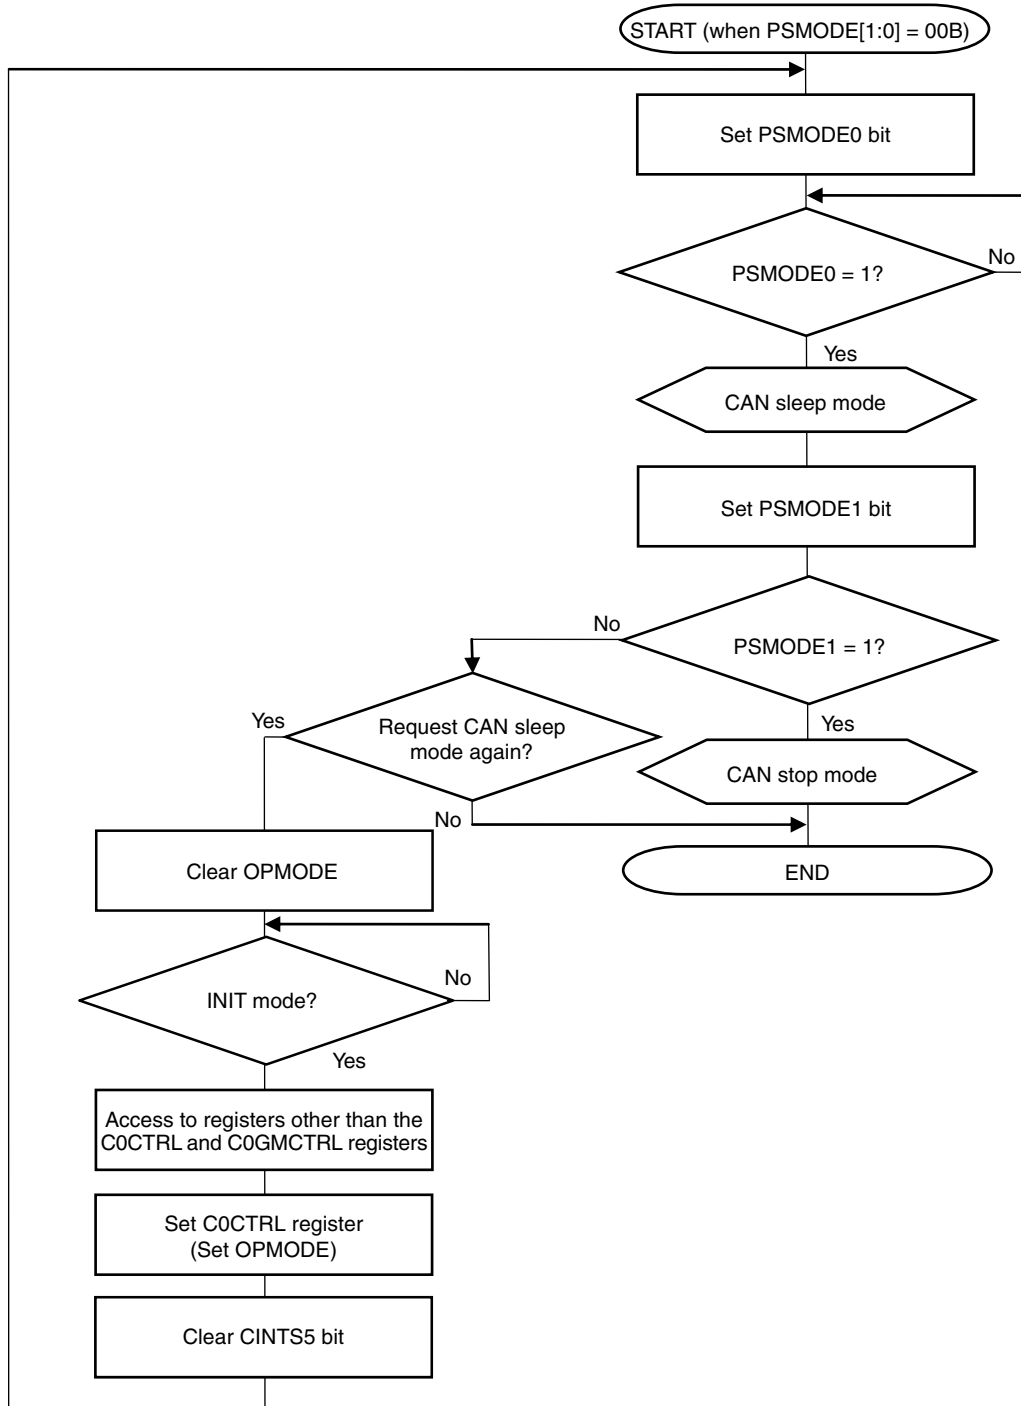 START (when PSMODE[1:0] = 00B)
Set PSMODE0 bit
PSMODE0 = 1?
No
Yes
CAN sleep mode
Set PSMODE1 bit
PSMODE1 = 1?
No
Yes
CAN stop mode
END
Request CAN sleep
mode again?
Yes
No
Clear OPMODE
INIT mode?
No
Yes
Access to registers other than the
C0CTRL and C0GMCTRL registers
Set C0CTRL register
(Set OPMODE)
Clear CINTS5 bit